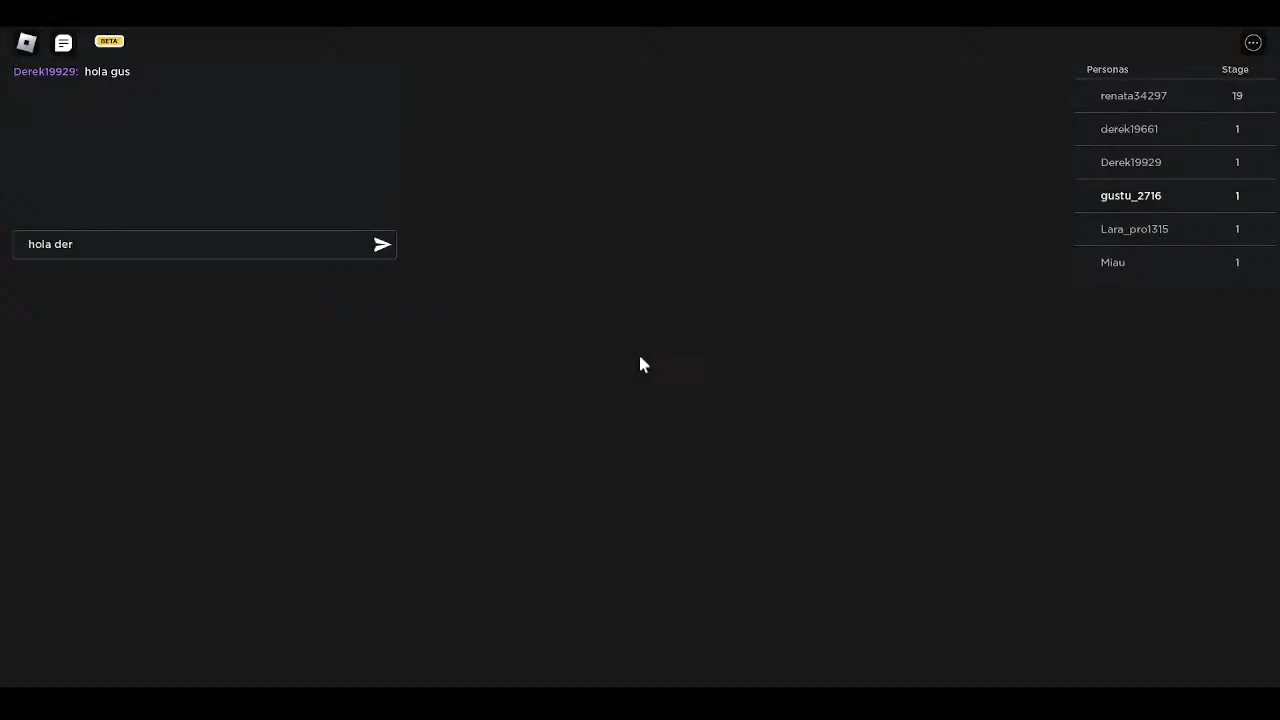 BETA
Derek19929: hola gus
hola der
Personas Stage
renata34297 19
derek19661 1
Derek19929 1
gustu_2716 1
Lara_pro1315 1
Miau 1